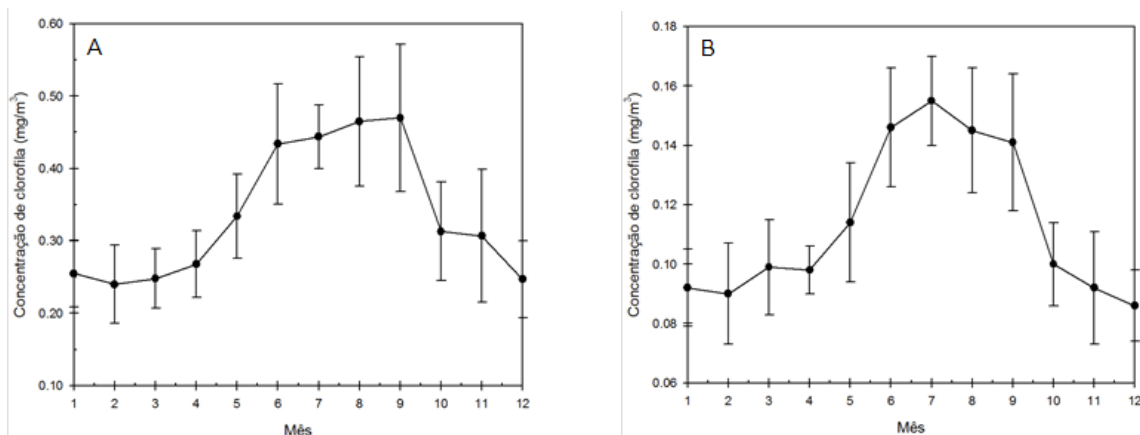 A
Concentração de clorofila (mg/m³)
0.60
0.50
0.40
0.30
0.20
0.10
1 2 3 4 5 6 7 8 9 10 11 12
Mês
B
Concentração de clorofila (mg/m³)
0.18
0.16
0.14
0.12
0.10
0.08
0.06
1 2 3 4 5 6 7 8 9 10 11 12
Mês